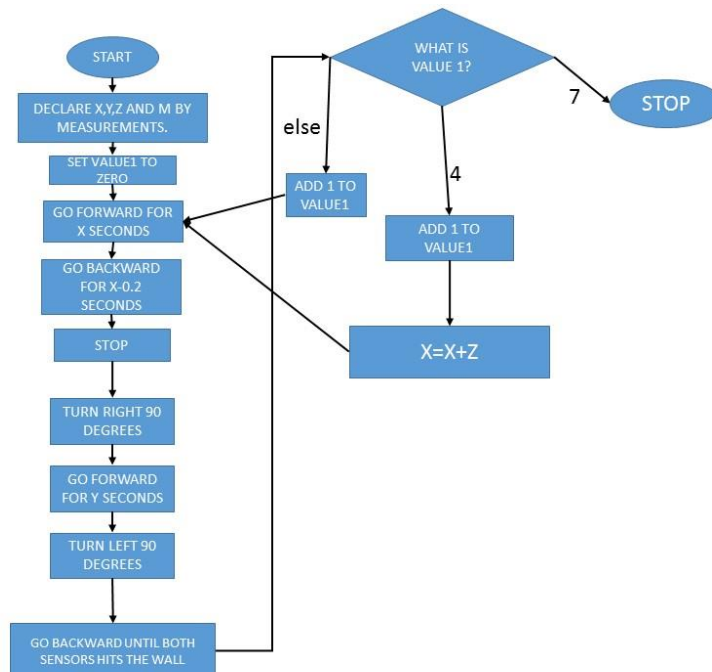 START
DECLARE X,Y,Z AND M BY
MEASUREMENTS.
SET VALUE1 TO
ZERO
GO FORWARD FOR
X SECONDS
GO BACKWARD
FOR X-0.2
SECONDS
STOP
TURN RIGHT 90
DEGREES
GO FORWARD
FOR Y SECONDS
TURN LEFT 90
DEGREES
GO BACKWARD UNTIL BOTH
SENSORS HITS THE WALL
WHAT IS
VALUE 1?
else
ADD 1 TO
VALUE1
4
ADD 1 TO
VALUE1
X=X+Z
7
STOP